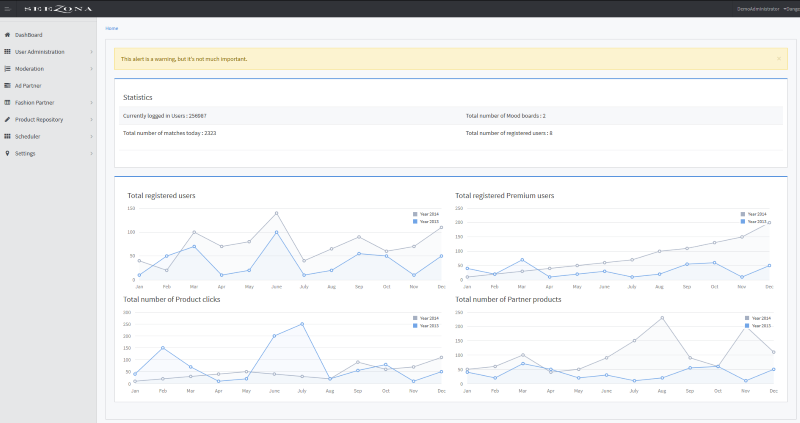 SEEZONA
DemoAdministrator
Home
DashBoard
User Administration
Moderation
Ad Partner
Fashion Partner
Product Repository
Scheduler
Settings
This alert is a warning, but it's not much important.
×
Statistics
Currently logged in Users : 256987 Total number of Mood boards : 2
Total number of matches today : 2323 Total number of registered users : 8
Total registered users
150
100
50
0
Year 2014
Year 2013
Jan Feb Mar Apr May June July Aug Sep Oct Nov Dec
Total registered Premium users
250
200
150
100
50
0
Year 2014
Year 2013
Jan Feb Mar Apr May June July Aug Sep Oct Nov Dec
Total number of Product clicks
300
250
200
150
100
50
0
Year 2014
Year 2013
Jan Feb Mar Apr May June July Aug Sep Oct Nov Dec
Total number of Partner products
250
200
150
100
50
0
Year 2014
Year 2013
Jan Feb Mar Apr May June July Aug Sep Oct Nov Dec